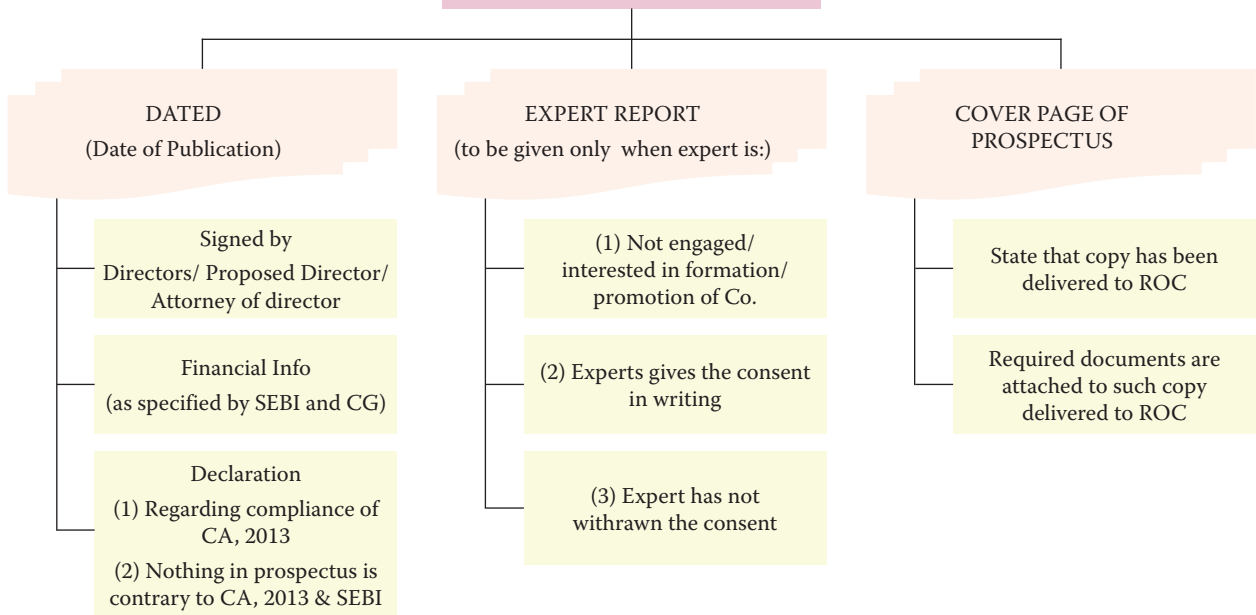 DATED
(Date of Publication)
Signed by
Directors/ Proposed Director/
Attorney of director
Financial Info
(as specified by SEBI and CG)
Declaration
(1) Regarding compliance of
CA, 2013
(2) Nothing in prospectus is
contrary to CA, 2013 & SEBI
EXPERT REPORT
(to be given only when expert is:)
(1) Not engaged/
interested in formation/
promotion of Co.
(2) Experts gives the consent
in writing
(3) Expert has not
withrawn the consent
COVER PAGE OF
PROSPECTUS
State that copy has been
delivered to ROC
Required documents are
attached to such copy
delivered to ROC